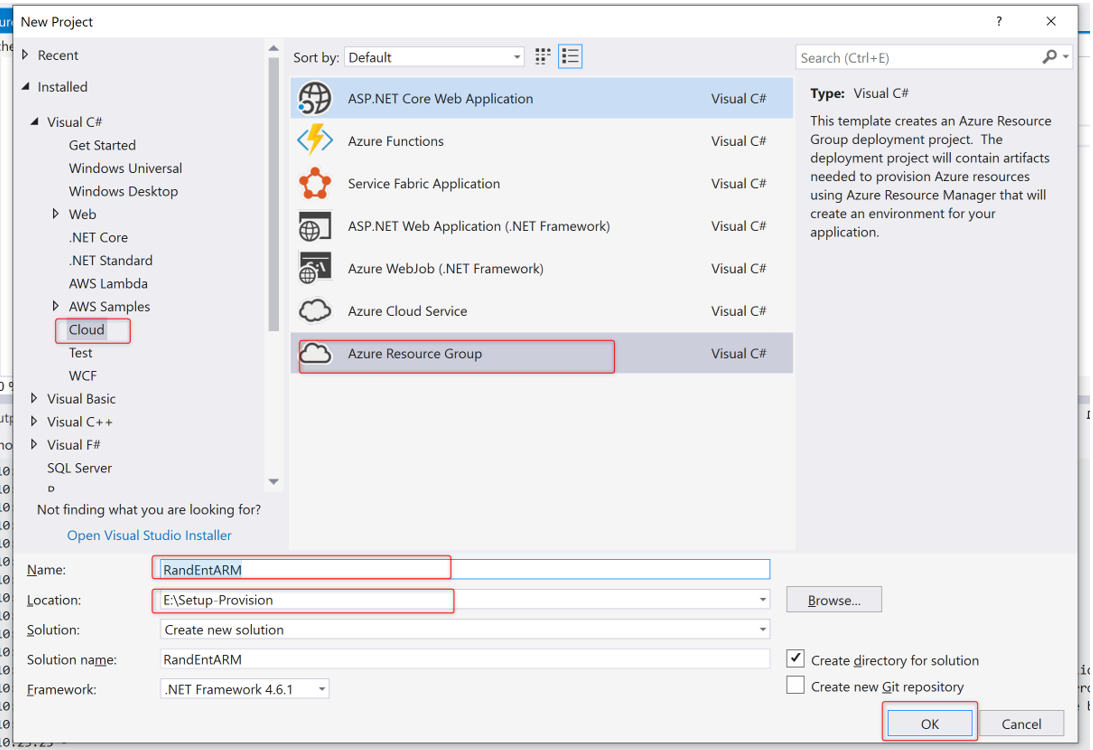 New Project
?
Recent
Installed
Visual C#
Get Started
Windows Universal
Windows Desktop
Web
.NET Core
.NET Standard
AWS Lambda
AWS Samples
Cloud
Test
WCF
Visual Basic
Visual C++
Visual F#
SQL Server
Not finding what you are looking for?
Open Visual Studio Installer
Sort by: Default
ASP.NET Core Web Application Visual C#
Azure Functions Visual C#
Service Fabric Application Visual C#
ASP.NET Web Application (.NET Framework) Visual C#
Azure WebJob (.NET Framework) Visual C#
Azure Cloud Service Visual C#
Azure Resource Group Visual C#
Search (Ctrl+E)
Type: Visual C#
This template creates an Azure Resource
Group deployment project. The
deployment project will contain artifacts
needed to provision Azure resources
using Azure Resource Manager that will
create an environment for your
application.
Name: RandEntARM
Location: E:\Setup-Provision
Browse...
Solution: Create new solution
Solution name: RandEntARM
Create directory for solution
Framework: .NET Framework 4.6.1
Create new Git repository
OK
Cancel